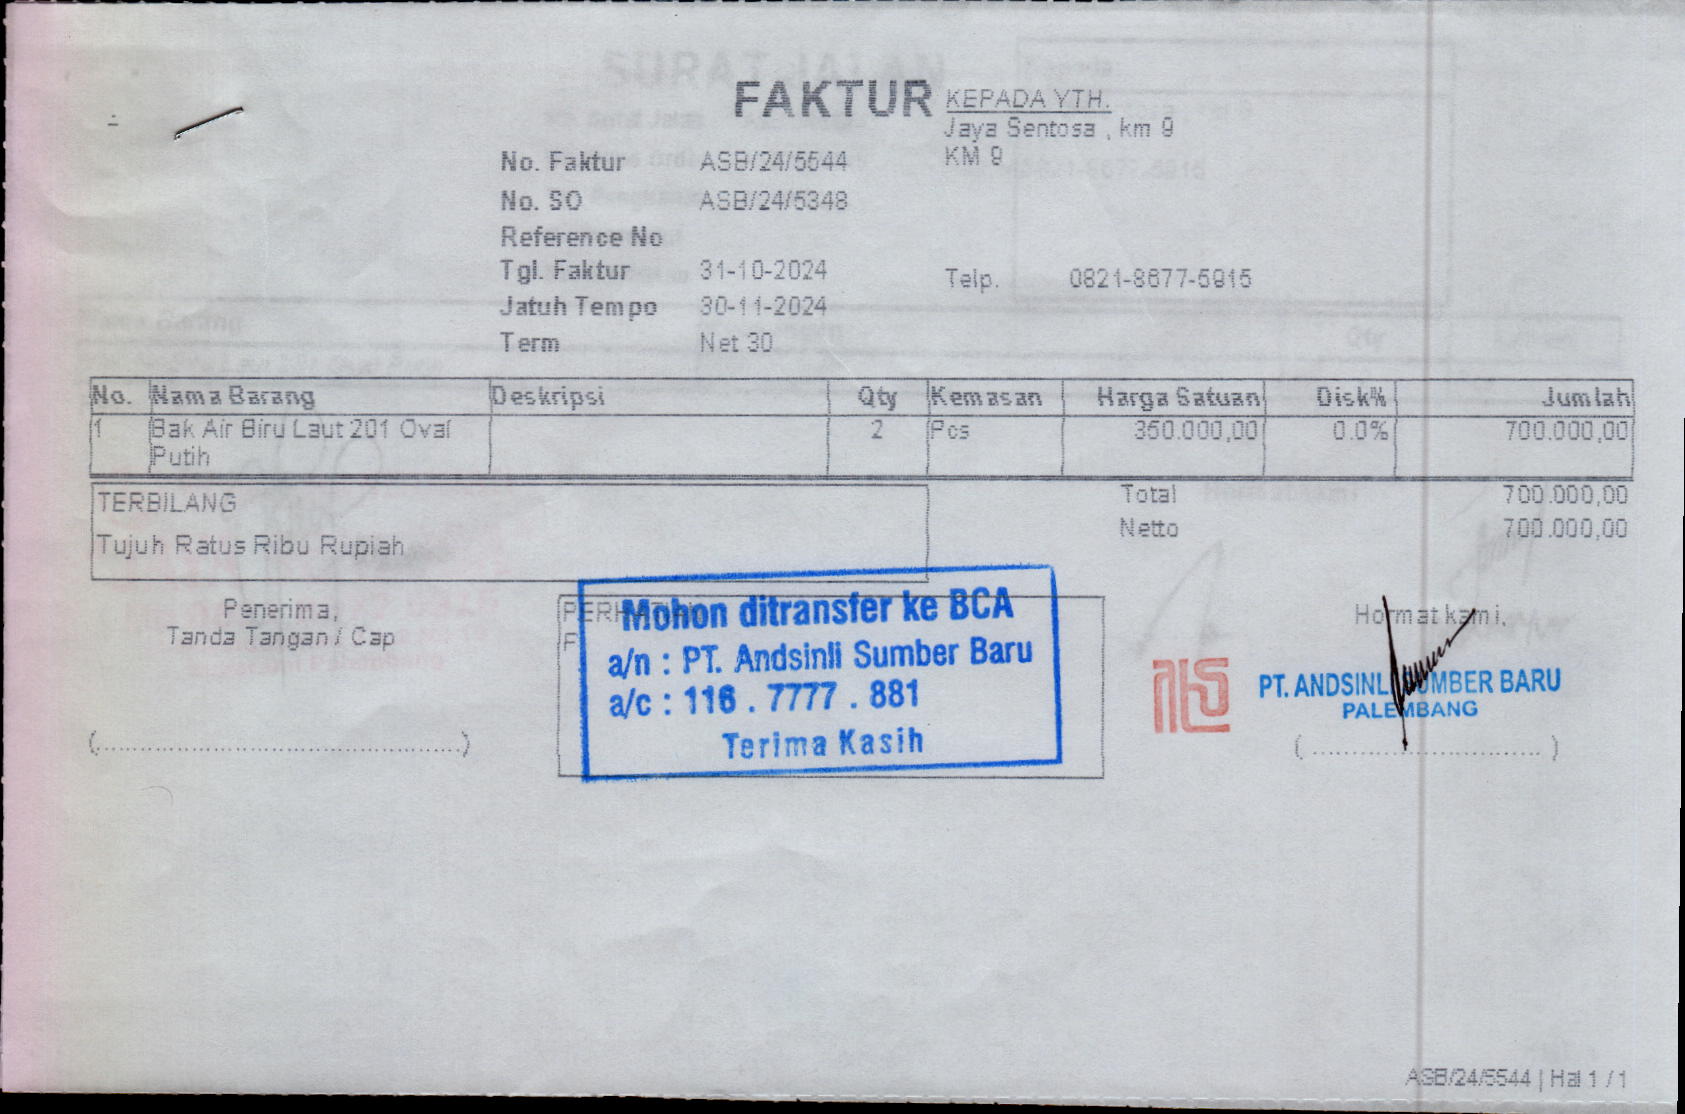 FAKTUR
KEPADA YTH.
Jaya Sentosa , km 9
KM 9
No. Faktur ASB/24/5544
No. SO ASB/24/5348
Reference No
Tgl. Faktur 31-10-2024
Telp. 0821-8677-5915
Jatuh Tempo 30-11-2024
Term Net 30
No. Nama Barang Deskripsi Qty Kemasan Harga Satuan Disk% Jumlah
1 Bak Air Biru Laut 201 Oval 2 Pcs 350.000,00 0.0% 700.000,00
Putih
TERBILANG
Tujuh Ratus Ribu Rupiah
Total 700.000,00
Netto 700.000,00
Penerima,
Tanda Tangan / Cap
(...............................................)
Mohon ditransfer ke BCA
a/n : PT. Andsinli Sumber Baru
a/c : 116 . 7777 . 881
Terima Kasih
Hormat kami,
PT. ANDSINLI SUMBER BARU
PALEMBANG
( .............................. )
ASB/24/5544 | Hal 1 / 1